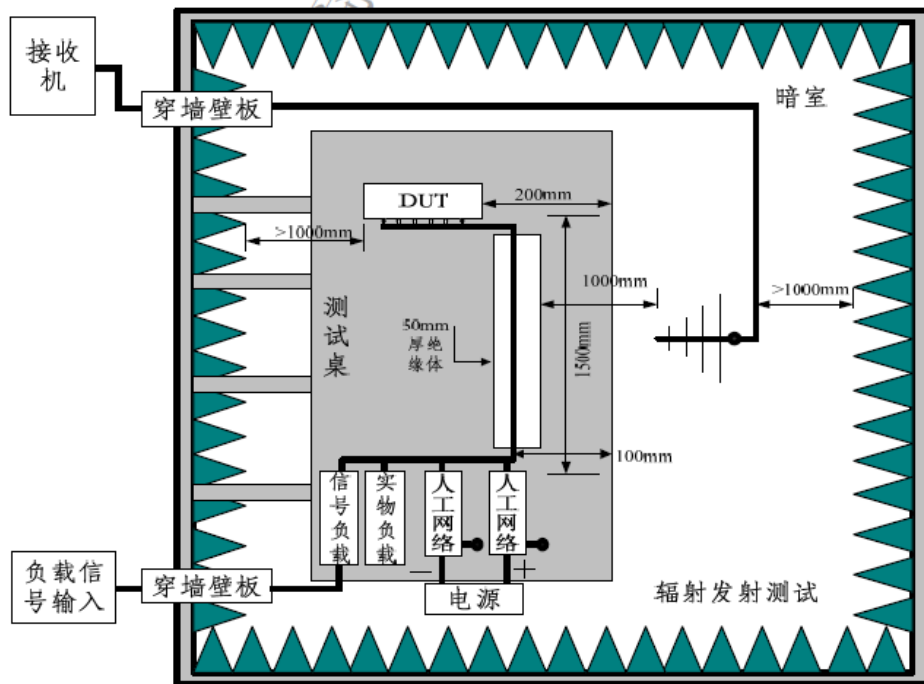 接收
机
穿墙壁板
暗室
DUT
200mm
>1000mm
1000mm
>1000mm
测
试
桌
50mm
厚绝
缘体
1500mm
100mm
信号负载
实物负载
人工网络
人工网络
负载信
号输入
穿墙壁板
−
+
电源
辐射发射测试